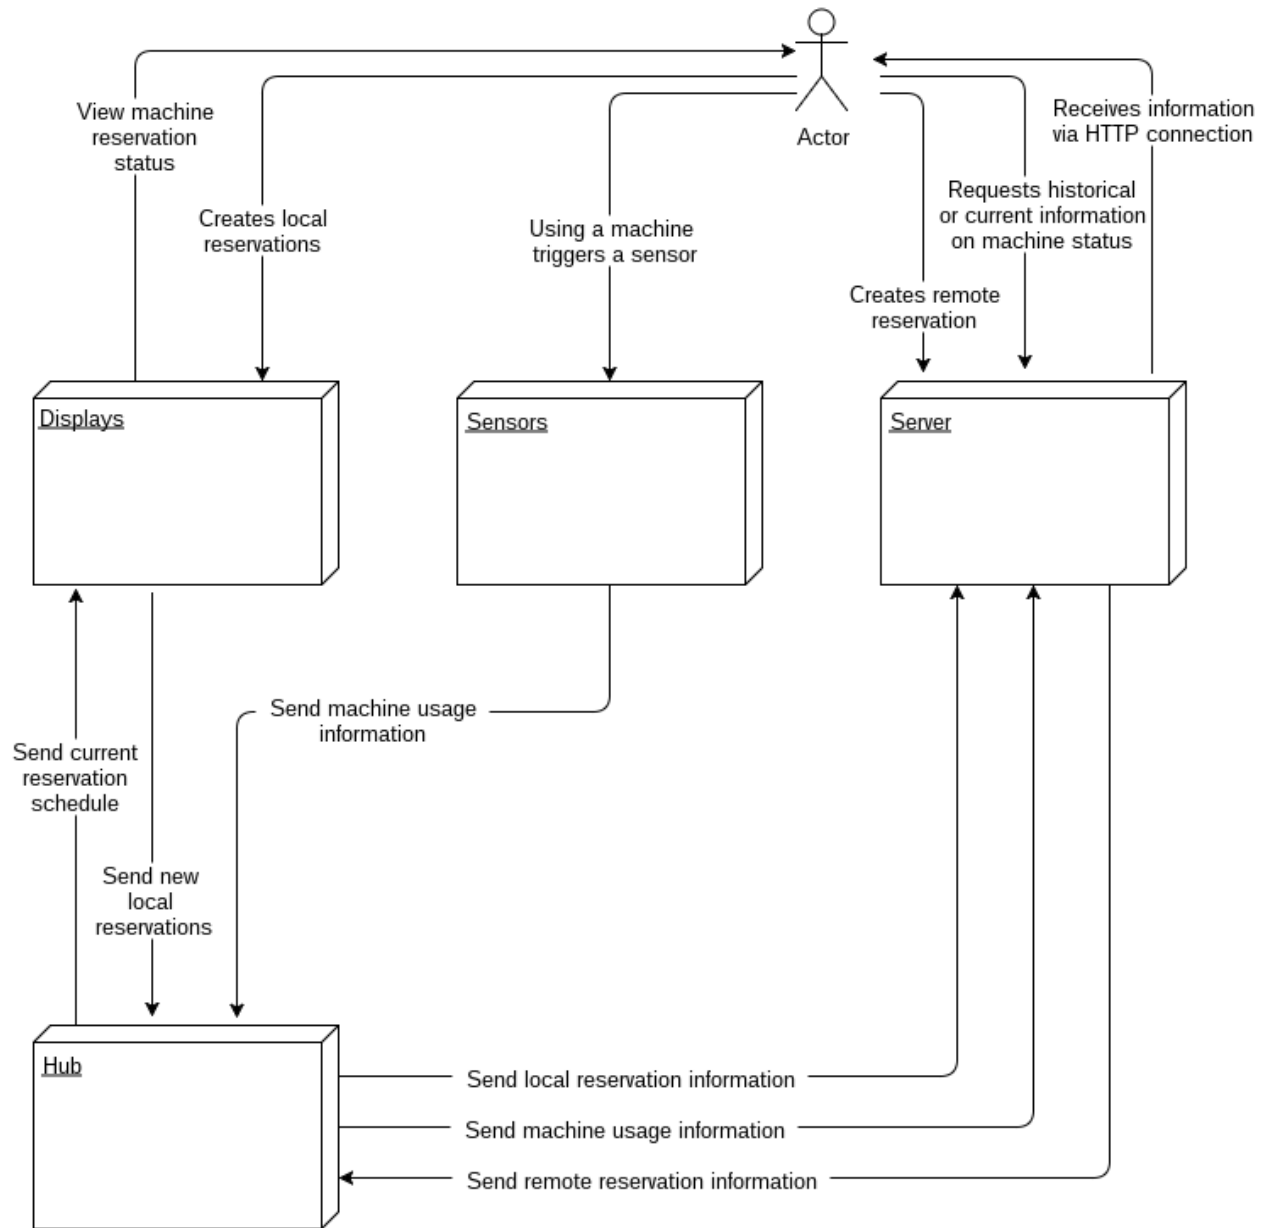 Actor
View machine
reservation
status
Receives information
via HTTP connection
Creates local
reservations
Using a machine
triggers a sensor
Requests historical
or current information
on machine status
Creates remote
reservation
Displays
Sensors
Server
Send machine usage
information
Send current
reservation
schedule
Send new
local
reservations
Hub
Send local reservation information
Send machine usage information
Send remote reservation information